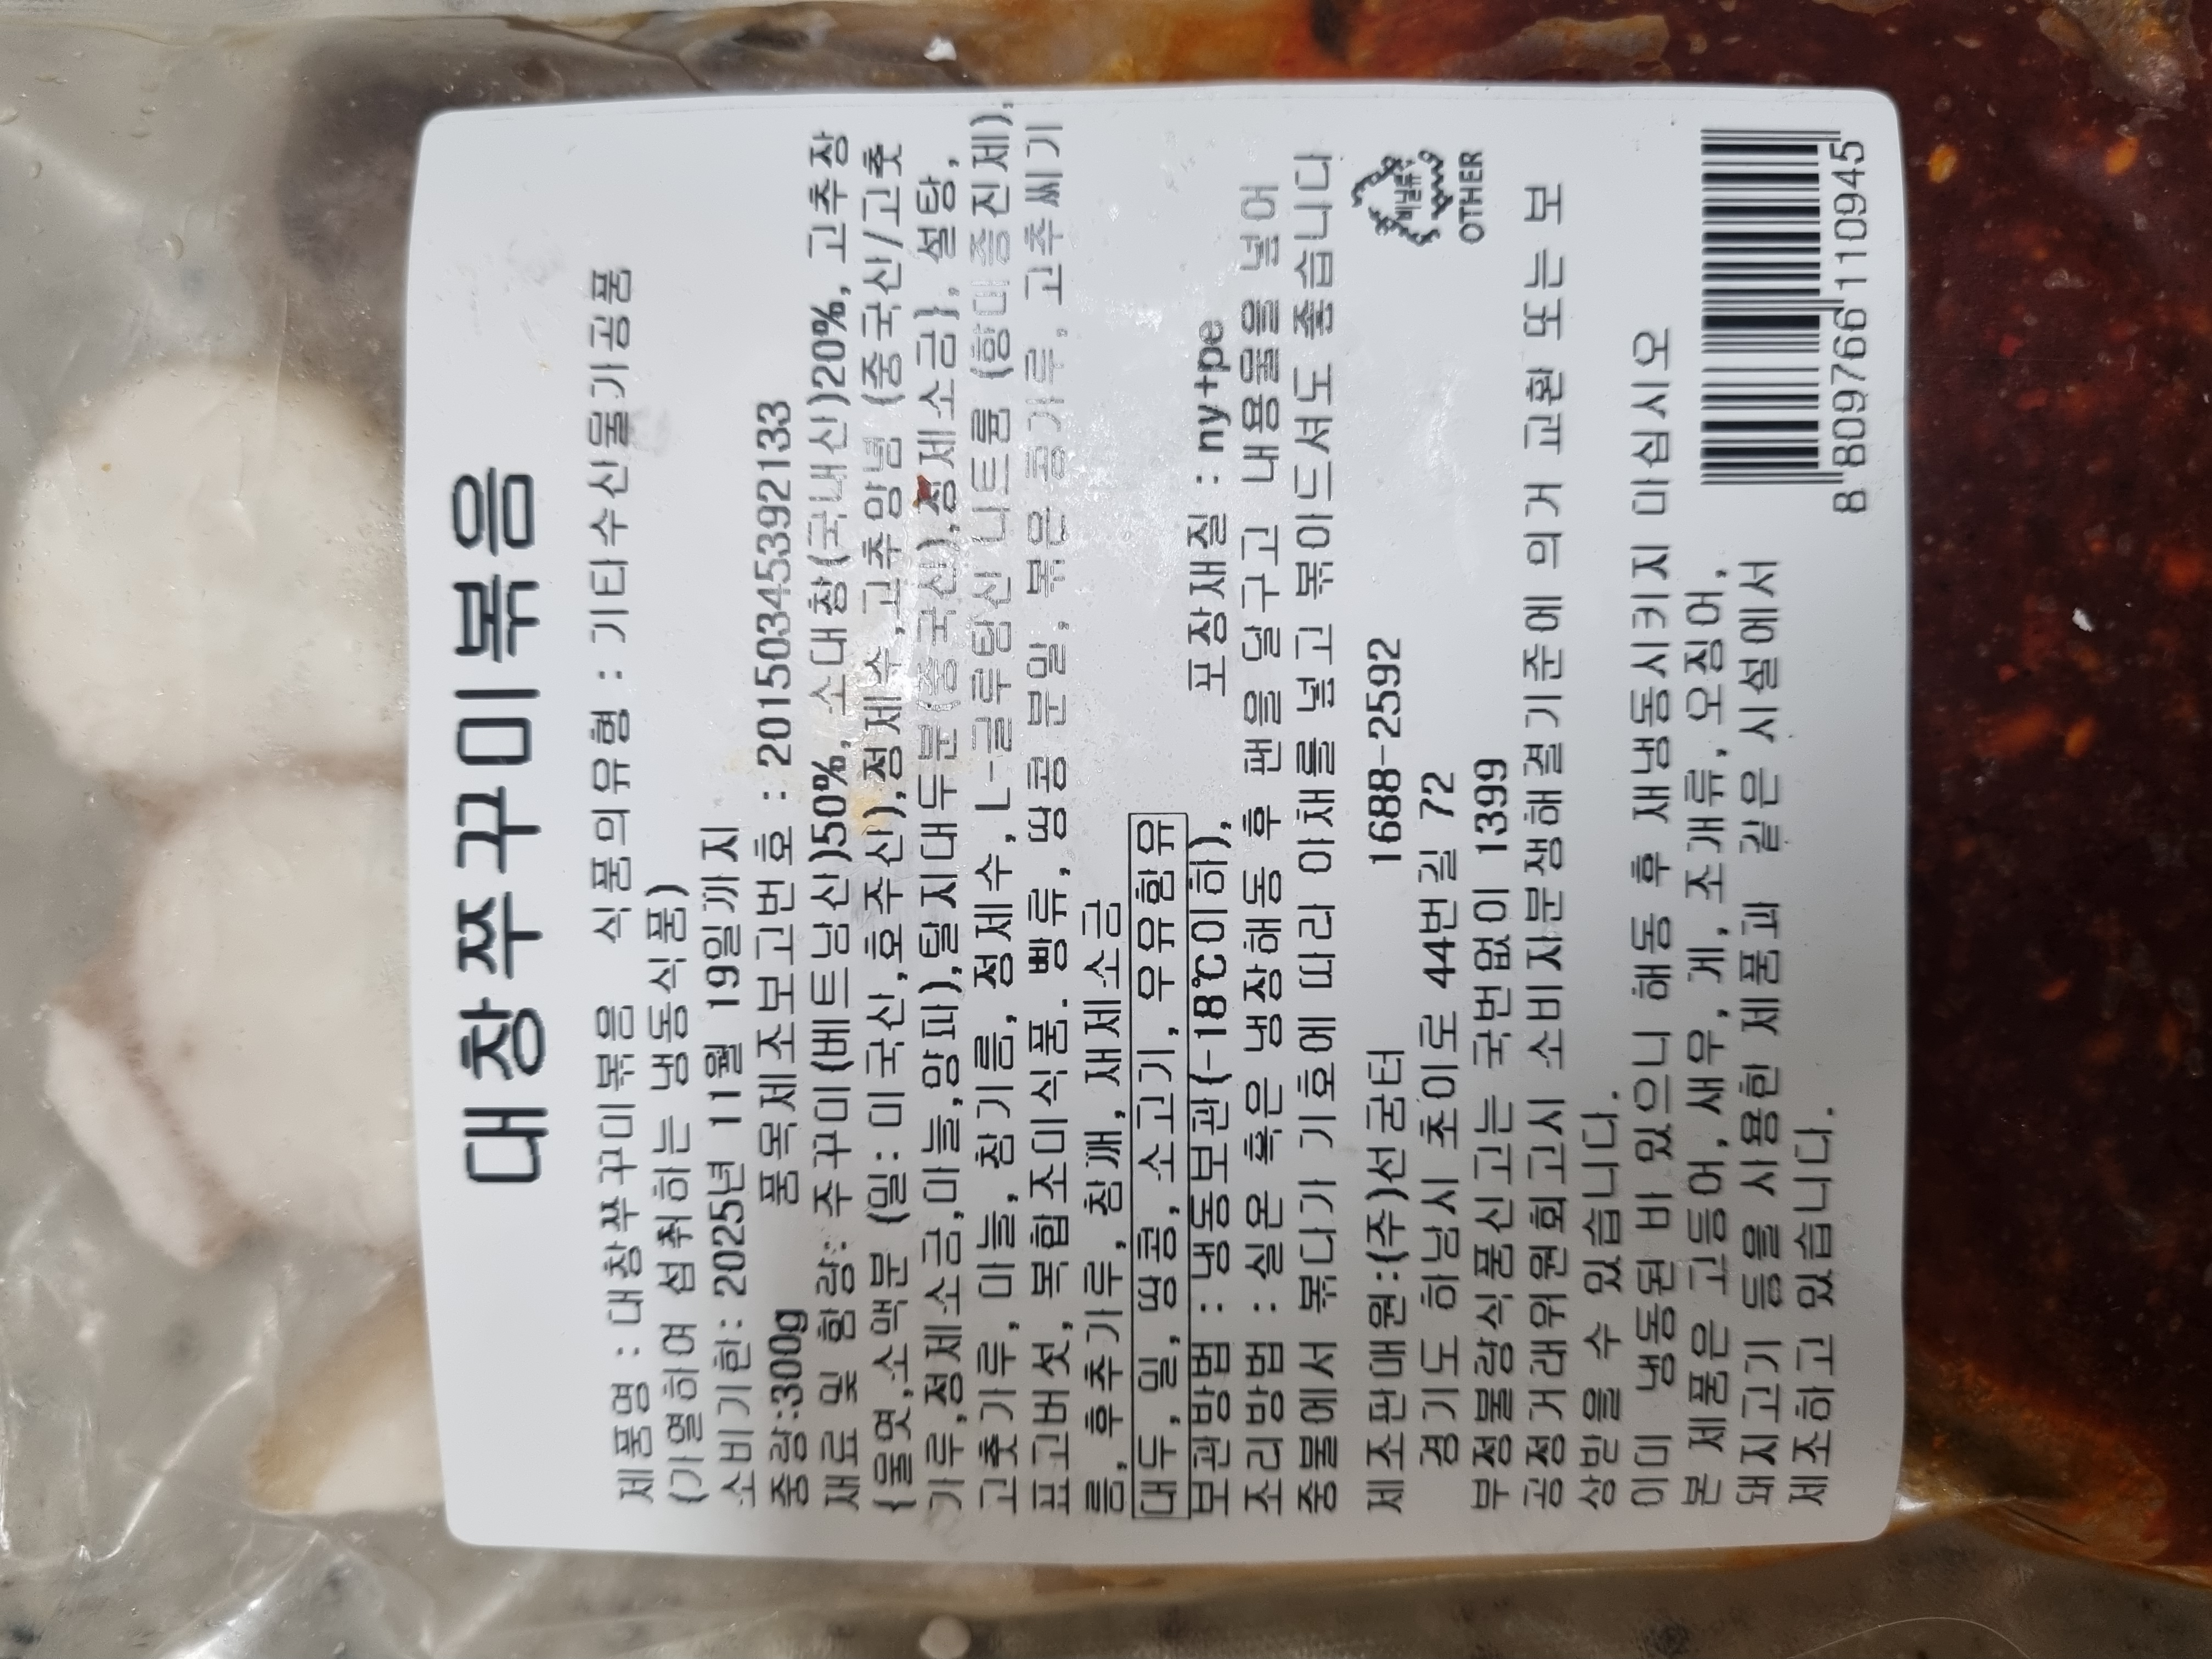 대창쭈꾸미볶음
제품명 : 대창쭈꾸미볶음 식품의유형 : 기타수산물가공품
(가열하여 섭취하는 냉동식품)
소비기한: 2025년 11월 19일까지
품목제조보고번호 : 2015034539​2133
중량:300g
재료 및 함량: 주꾸미(베트남산)50%, 소대창(국내산)20%, 고추장
{물엿,소맥분 (밀: 미국산,호주산),정제수,고추양념 (중국산/고춧
가루,정제소금,마늘,양파),탈지대두분(중국산),정제소금}, 설탕,
고춧가루, 마늘, 참기름, 정제수, L-글루탐산 나트륨 (향미증진제),
표고버섯, 복합조미식품. 빵류, 땅콩 분말, 볶은 콩가루, 고추씨기
름, 후추가루, 참깨, 재제소금
대두, 밀, 땅콩, 소고기, 우유함유
보관방법 : 냉동보관(-18℃이하), 포장재질 : ny+pe
조리방법 : 실온 혹은 냉장해동 후 팬을 달구고 내용물을 넣어
중불에서 볶다가 기호에 따라 야채를 넣고 볶아드셔도 좋습니다
제조판매원:(주)선궁터 1688-2592
경기도 하남시 초이로 44번길 72
비닐류
OTHER
부정불량식품신고는 국번없이 1399
공정거래위원회고시 소비자분쟁해결기준에 의거 교환 또는 보
상받을 수 있습니다.
이미 냉동된 바 있으니 해동 후 재냉동시키지 마십시오
본 제품은 고등어, 새우, 게, 조개류, 오징어,
돼지고기 등을 사용한 제품과 같은 시설에서
제조하고 있습니다.
8 809766 110945